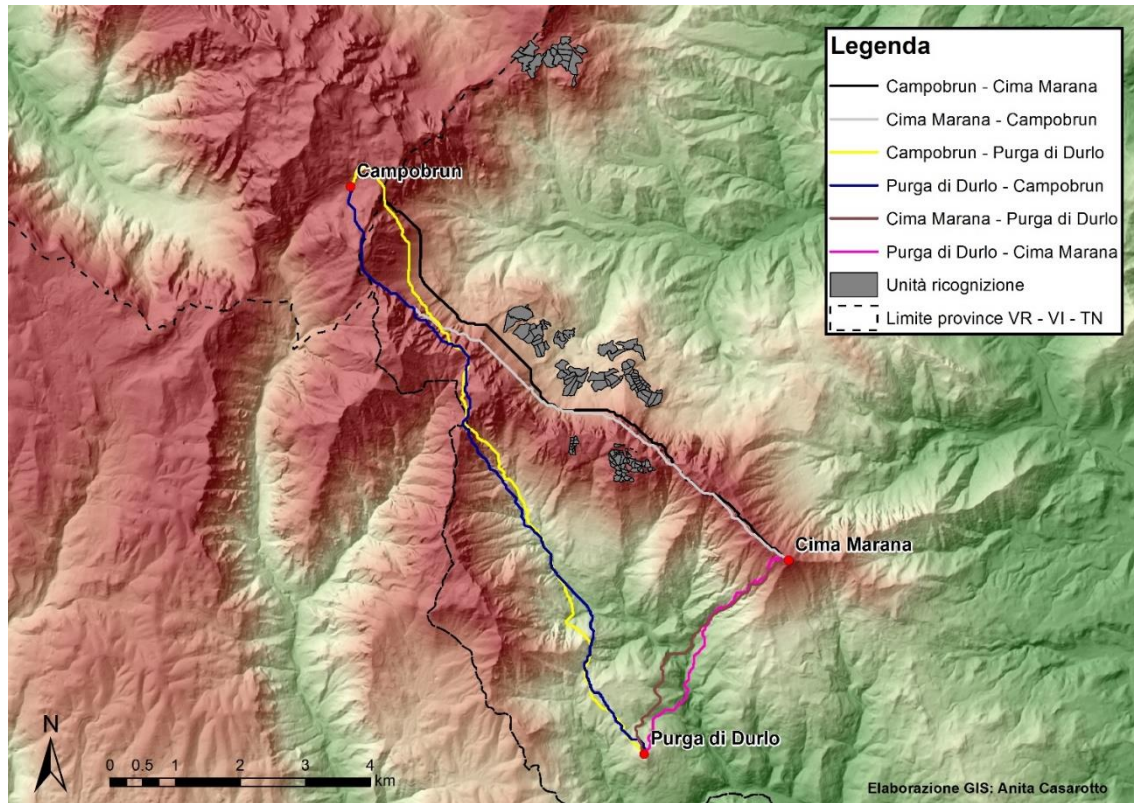 Legenda
Campobrun - Cima Marana
Cima Marana - Campobrun
Campobrun - Purga di Durlo
Purga di Durlo - Campobrun
Cima Marana - Purga di Durlo
Purga di Durlo - Cima Marana
Unità ricognizione
Limite province VR - VI - TN
Campobrun
Cima Marana
Purga di Durlo
N
0 0.5 1 2 3 4
km
Elaborazione GIS: Anita Casarotto